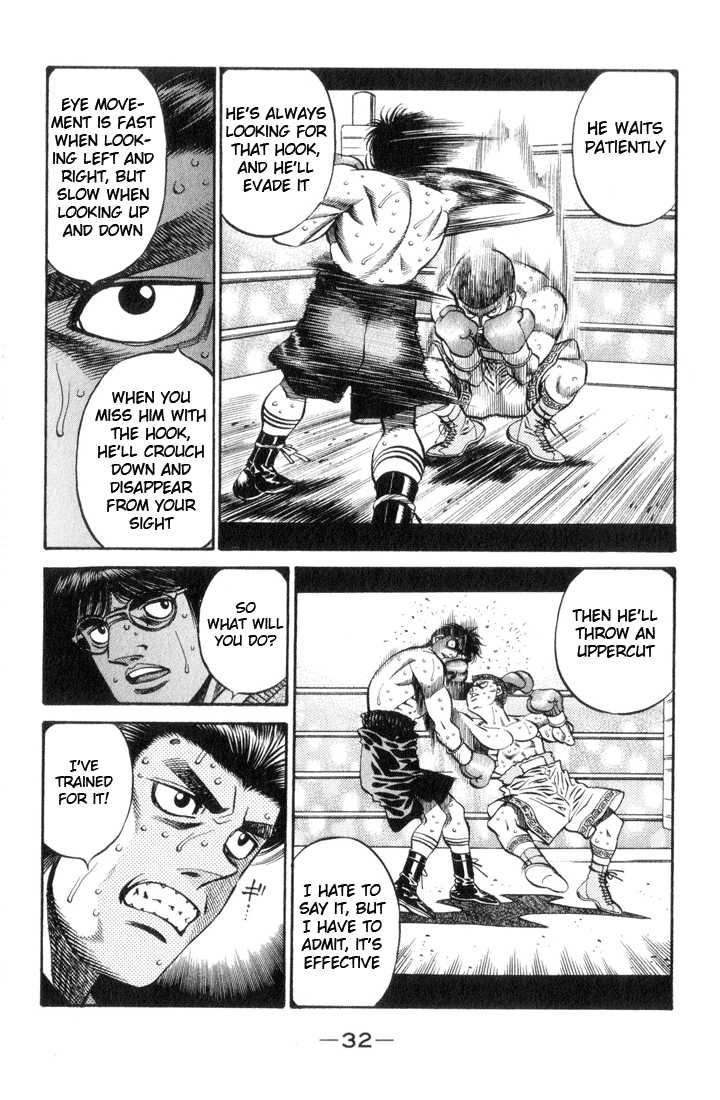 HE WAITS
PATIENTLY
HE'S ALWAYS
LOOKING FOR
THAT HOOK,
AND HE'LL
EVADE IT
EYE MOVE-
MENT IS FAST
WHEN LOOK-
ING LEFT AND
RIGHT, BUT
SLOW WHEN
LOOKING UP
AND DOWN
WHEN YOU
MISS HIM WITH
THE HOOK,
HE'LL CROUCH
DOWN AND
DISAPPEAR
FROM YOUR
SIGHT
THEN HE'LL
THROW AN
UPPERCUT
I HATE TO
SAY IT, BUT
I HAVE TO
ADMIT, IT'S
EFFECTIVE
SO
WHAT WILL
YOU DO?
I'VE
TRAINED
FOR IT!
ギ…
—32—